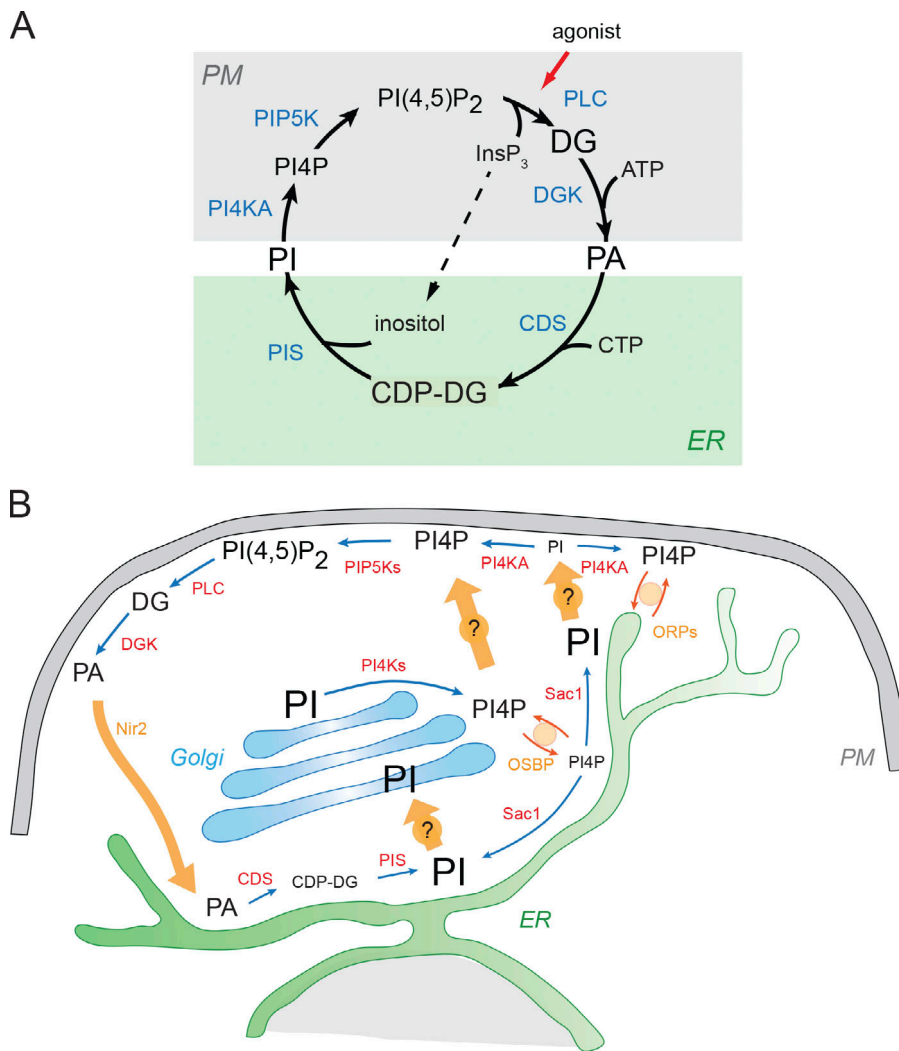 A
agonist
PM
PI(4,5)P2
PLC
PIP5K
DG
InsP3
PI4P
ATP
DGK
PI4KA
PI
PA
inositol
CDS
PIS
CTP
CDP-DG
ER
B
PI(4,5)P2
PI4P
PI
PI4P
PIP5Ks
PI4KA
PI4KA
PLC
DG
ORPs
DGK
?
?
PI
PA
PI4Ks
PI
Sac1
PI4P
Nir2
Golgi
OSBP
PI4P
PM
PI
Sac1
?
PIS
PI
CDS
CDP-DG
PA
ER